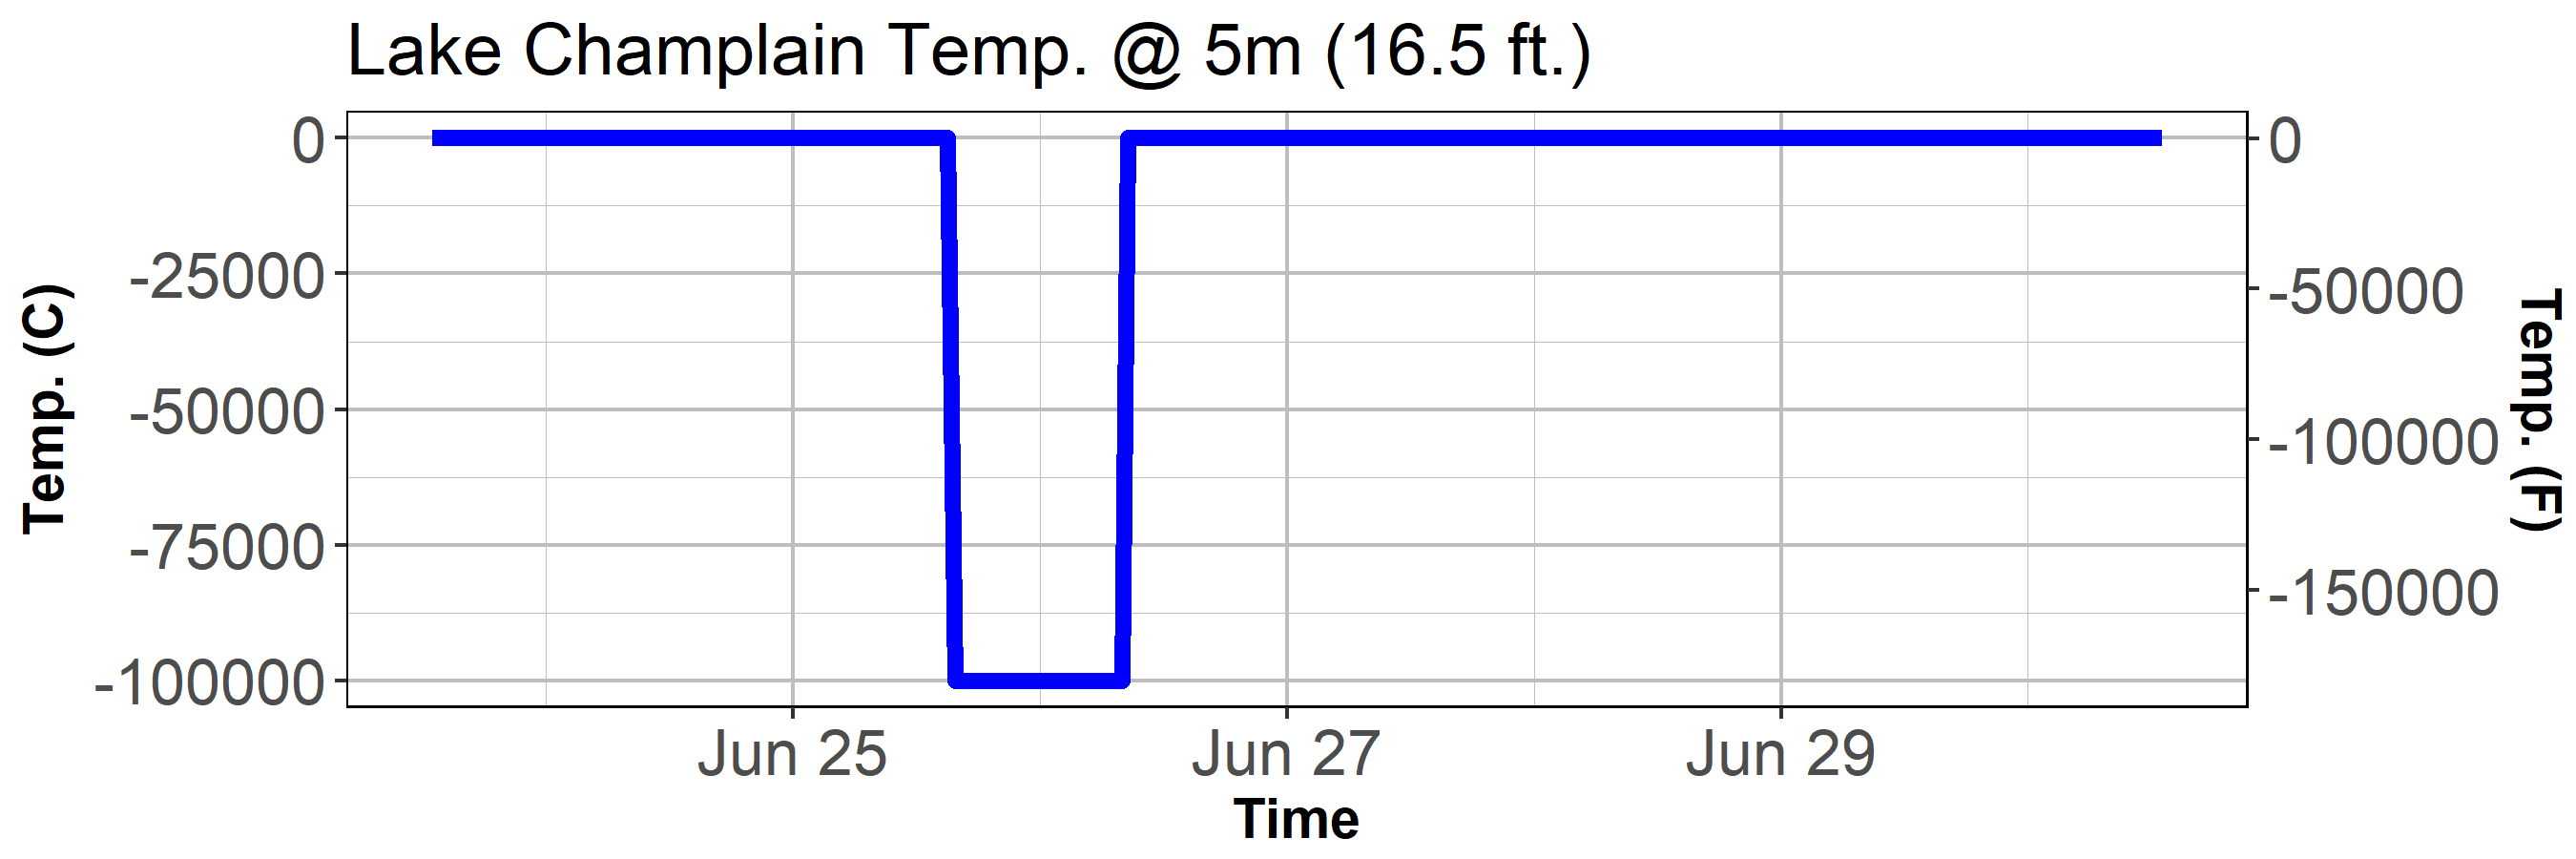 Lake Champlain Temp. @ 5m (16.5 ft.)
Temp. (C)
0
-25000
-50000
-75000
-100000
0
-50000
-100000
-150000
Temp. (F)
Jun 25
Jun 27
Jun 29
Time